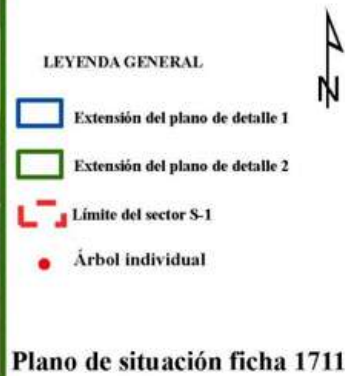 N
LEYENDA GENERAL
Extensión del plano de detalle 1
Extensión del plano de detalle 2
Límite del sector S-1
Árbol individual
Plano de situación ficha 1711